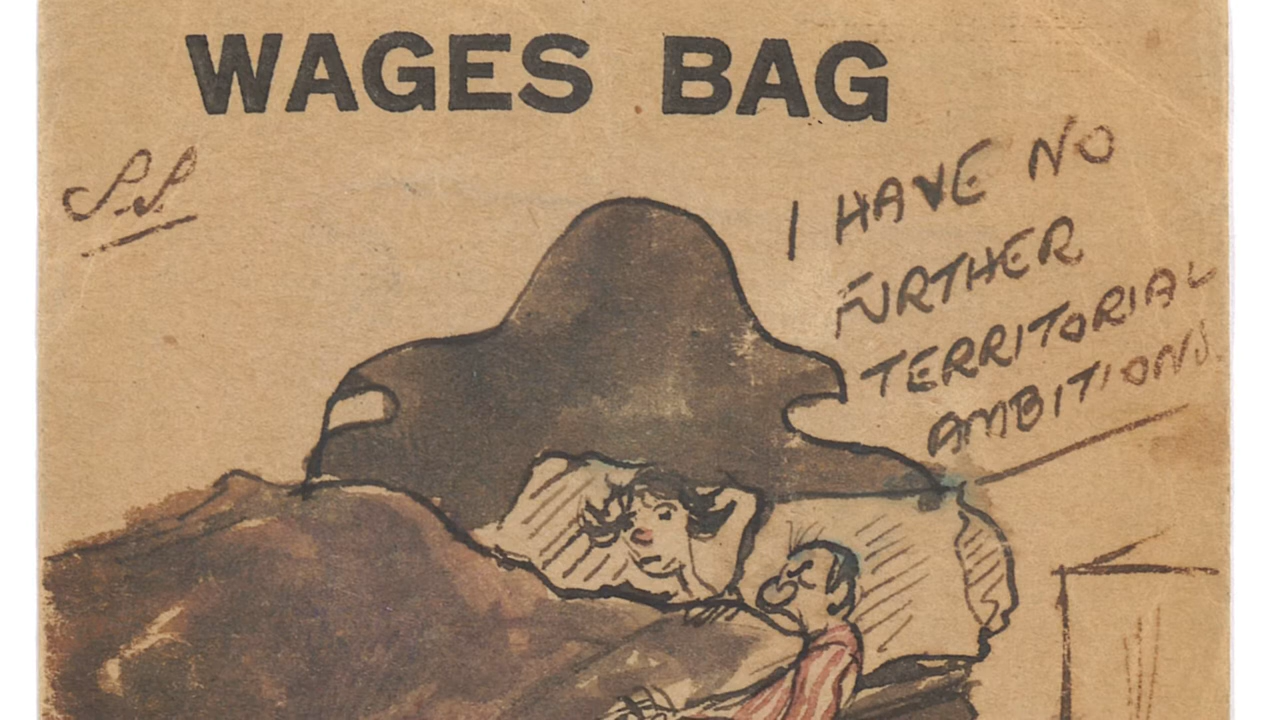 WAGES BAG
I HAVE NO
FURTHER
TERRITORIAL
AMBITIONS.